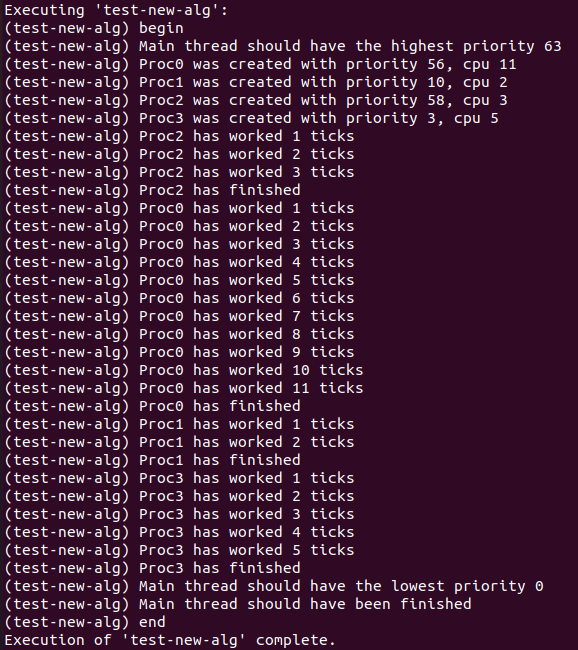 Executing 'test-new-alg':
(test-new-alg) begin
(test-new-alg) Main thread should have the highest priority 63
(test-new-alg) Proc0 was created with priority 56, cpu 11
(test-new-alg) Proc1 was created with priority 10, cpu 2
(test-new-alg) Proc2 was created with priority 58, cpu 3
(test-new-alg) Proc3 was created with priority 3, cpu 5
(test-new-alg) Proc2 has worked 1 ticks
(test-new-alg) Proc2 has worked 2 ticks
(test-new-alg) Proc2 has worked 3 ticks
(test-new-alg) Proc2 has finished
(test-new-alg) Proc0 has worked 1 ticks
(test-new-alg) Proc0 has worked 2 ticks
(test-new-alg) Proc0 has worked 3 ticks
(test-new-alg) Proc0 has worked 4 ticks
(test-new-alg) Proc0 has worked 5 ticks
(test-new-alg) Proc0 has worked 6 ticks
(test-new-alg) Proc0 has worked 7 ticks
(test-new-alg) Proc0 has worked 8 ticks
(test-new-alg) Proc0 has worked 9 ticks
(test-new-alg) Proc0 has worked 10 ticks
(test-new-alg) Proc0 has worked 11 ticks
(test-new-alg) Proc0 has finished
(test-new-alg) Proc1 has worked 1 ticks
(test-new-alg) Proc1 has worked 2 ticks
(test-new-alg) Proc1 has finished
(test-new-alg) Proc3 has worked 1 ticks
(test-new-alg) Proc3 has worked 2 ticks
(test-new-alg) Proc3 has worked 3 ticks
(test-new-alg) Proc3 has worked 4 ticks
(test-new-alg) Proc3 has worked 5 ticks
(test-new-alg) Proc3 has finished
(test-new-alg) Main thread should have the lowest priority 0
(test-new-alg) Main thread should have been finished
(test-new-alg) end
Execution of 'test-new-alg' complete.